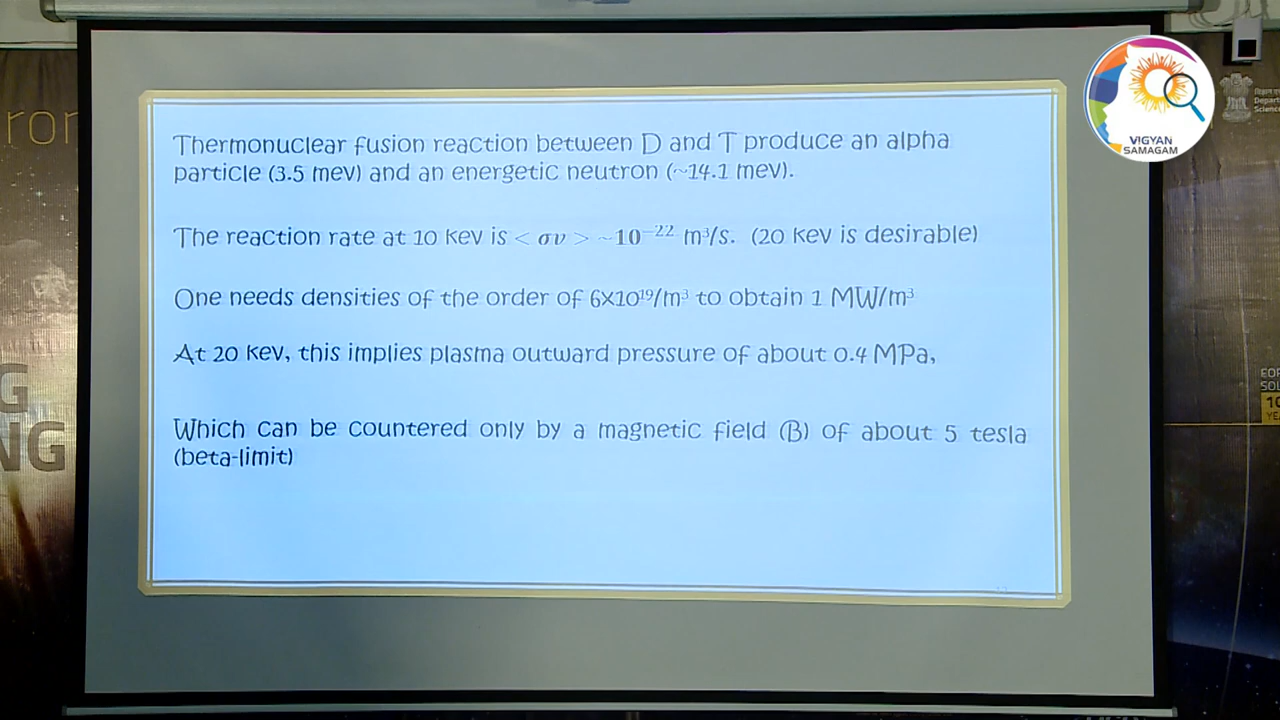 Thermonuclear fusion reaction between D and T produce an alpha
particle (3.5 mev) and an energetic neutron (~14.1 mev).
The reaction rate at 10 kev is < σv > ~10⁻²² m³/s. (20 kev is desirable)
One needs densities of the order of 6x10¹⁹/m³ to obtain 1 MW/m³
At 20 kev, this implies plasma outward pressure of about 0.4 MPa,
Which can be countered only by a magnetic field (B) of about 5 tesla
(beta-limit)
VIGYAN
SAMAGAM
ron
G
NG